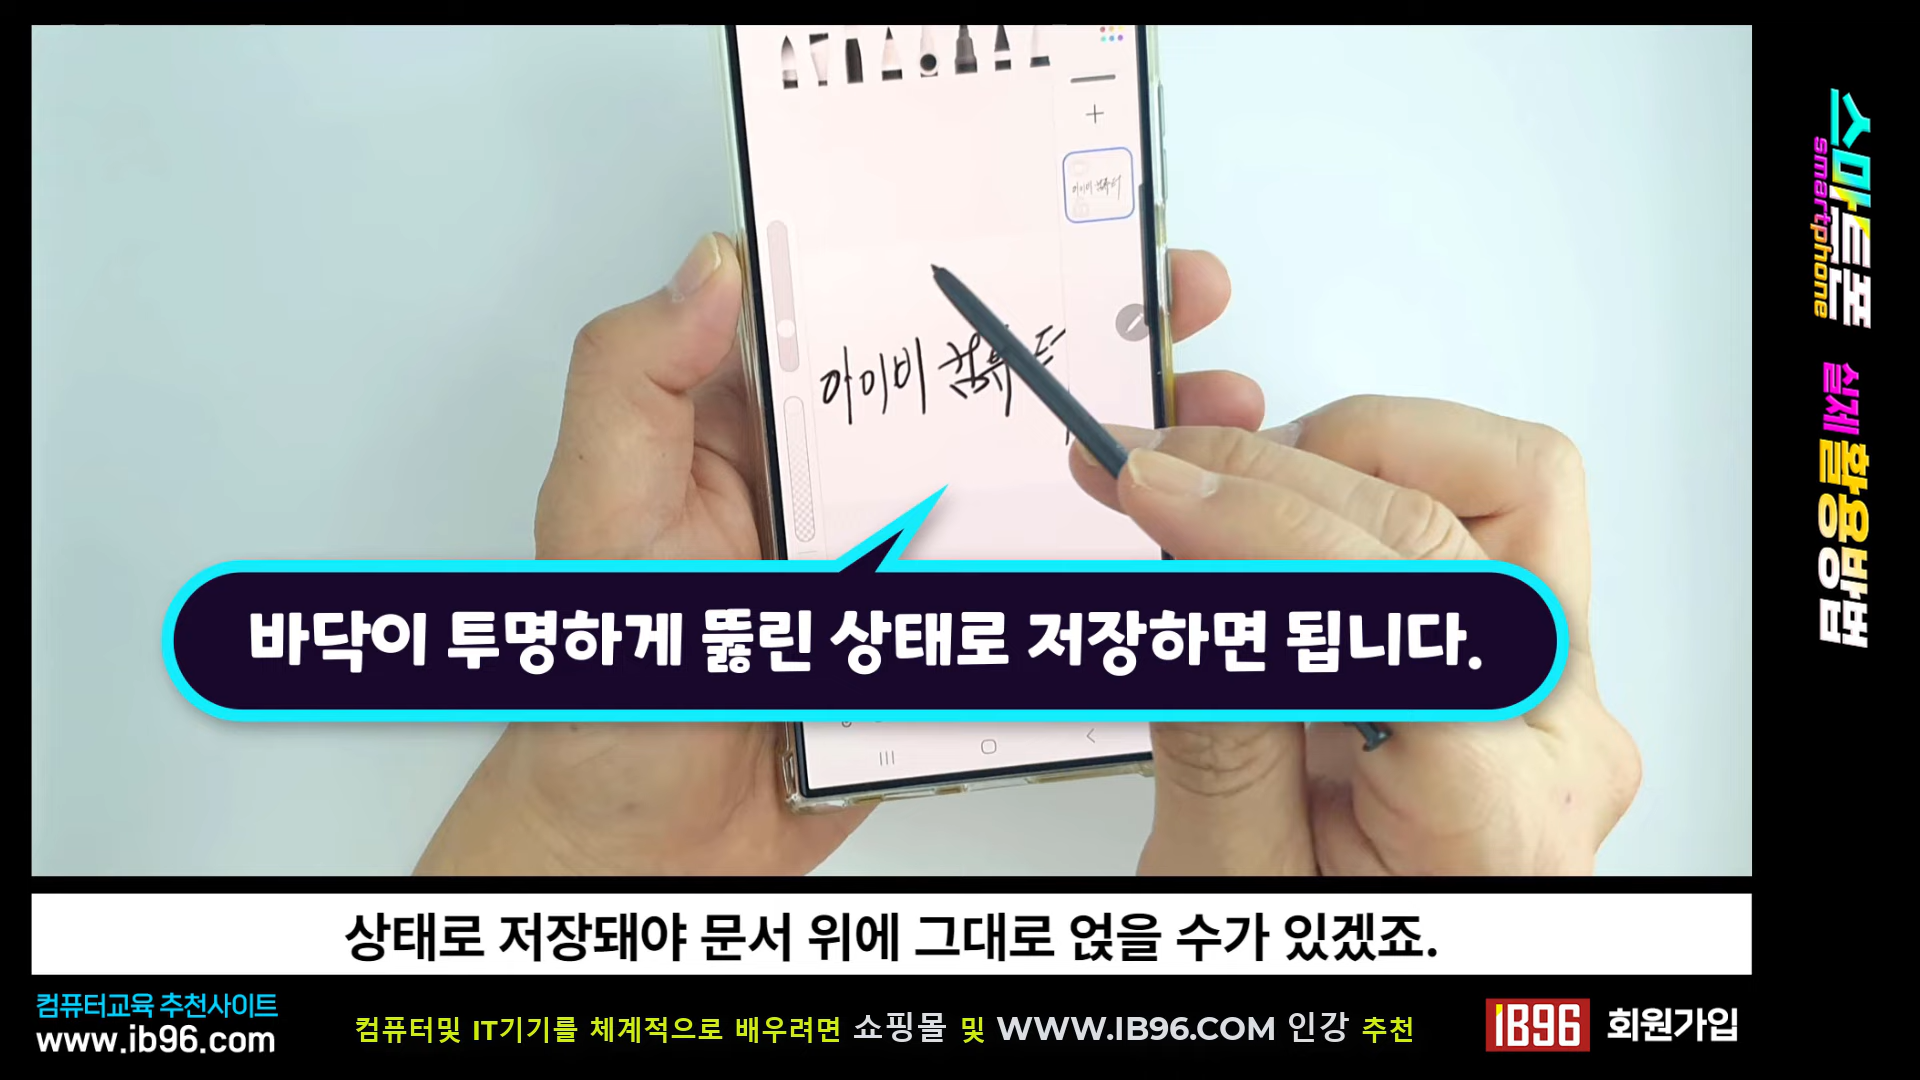 아이비 컴퓨터
바닥이 투명하게 뚫린 상태로 저장하면 됩니다.
상태로 저장돼야 문서 위에 그대로 얹을 수가 있겠죠.
컴퓨터교육 추천사이트
www.ib96.com
컴퓨터및 IT기기를 체계적으로 배우려면 쇼핑몰 및 WWW.IB96.COM 인강 추천
IB96 회원가입
스마트폰 실제 활용방법
smartphone